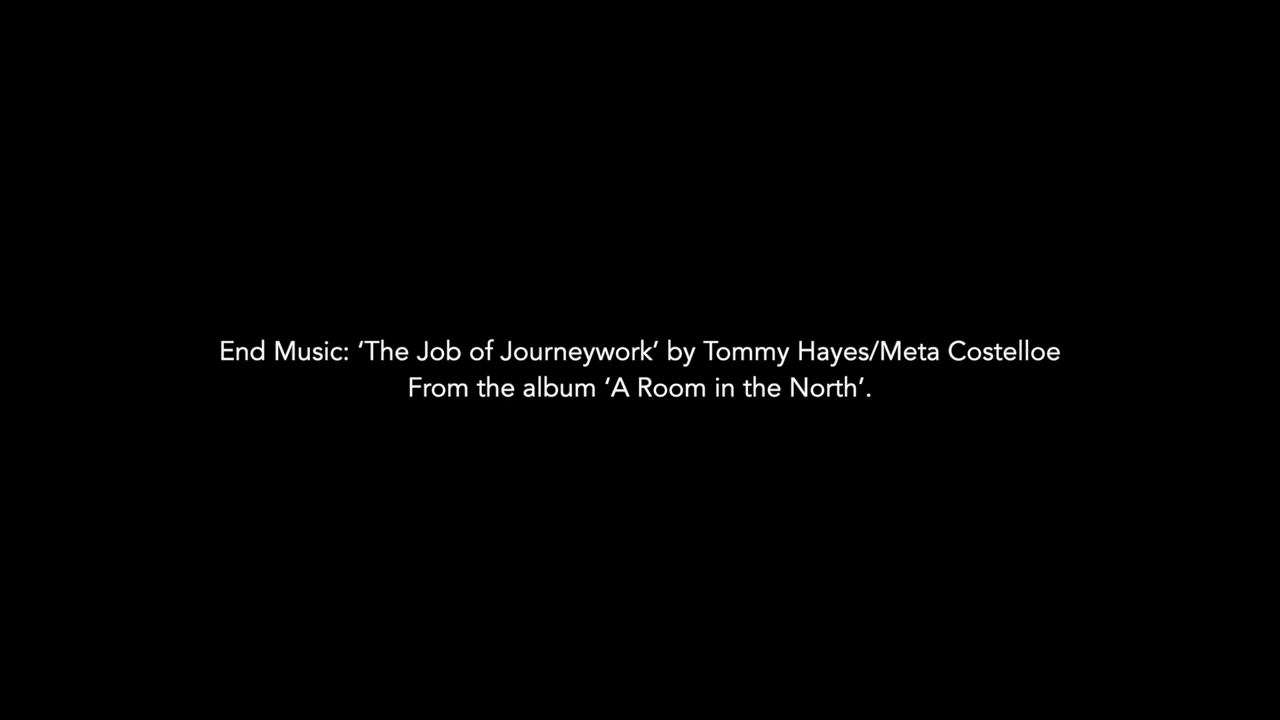 End Music: ‘The Job of Journeywork’ by Tommy Hayes/Meta Costelloe
From the album ‘A Room in the North’.